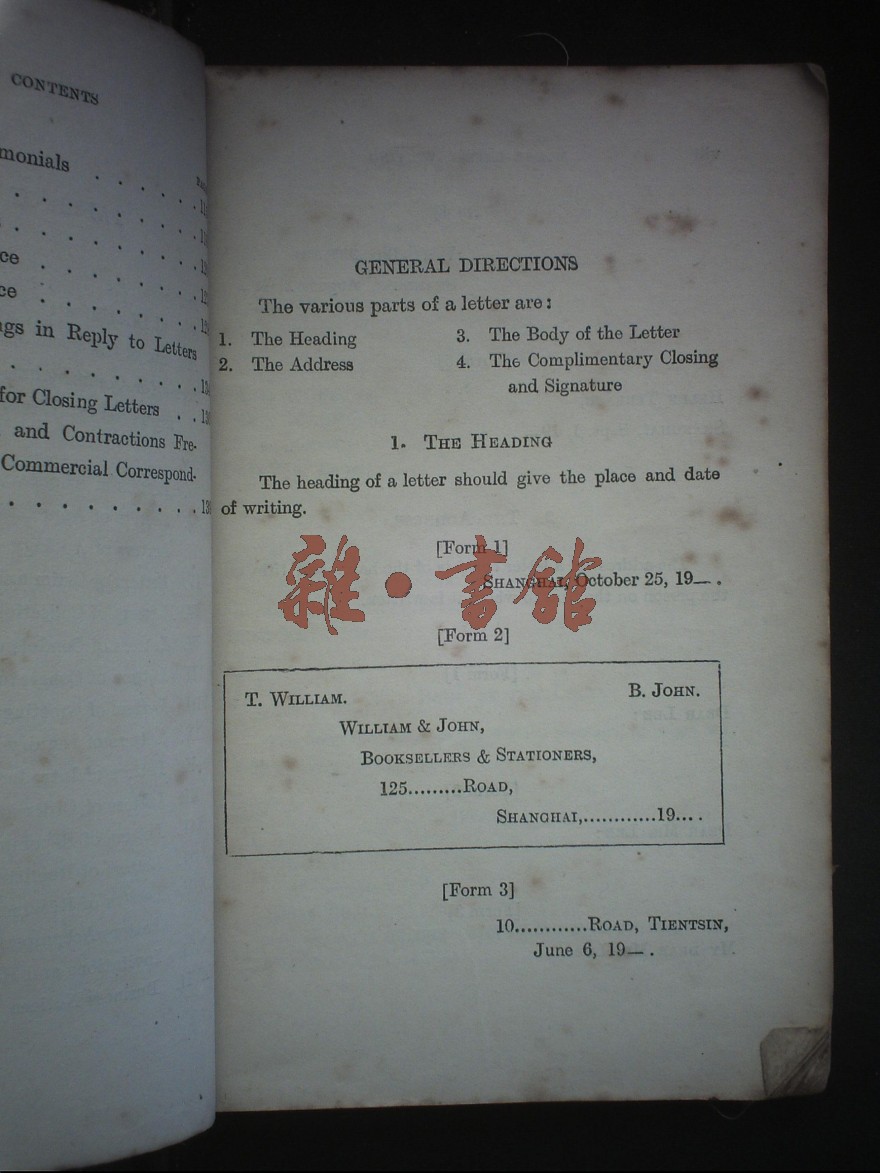 CONTENTS
monials . . . . . .
. . . . . . . . .
ce . . . . . .
ce . . . . . .
ngs in Reply to Letters
. . . . . . . . .
for Closing Letters . .
and Contractions Fre-
Commercial Correspond-
. . . . . . . . .
GENERAL DIRECTIONS
The various parts of a letter are:
1. The Heading
2. The Address
3. The Body of the Letter
4. The Complimentary Closing
and Signature
1. THE HEADING
The heading of a letter should give the place and date
of writing.
[Form 1]
SHANGHAI, October 25, 19—.
雜·書館
[Form 2]
T. WILLIAM. B. JOHN.
WILLIAM & JOHN,
BOOKSELLERS & STATIONERS,
125.........ROAD,
SHANGHAI,............19....
[Form 3]
10............ROAD, TIENTSIN,
June 6, 19—.